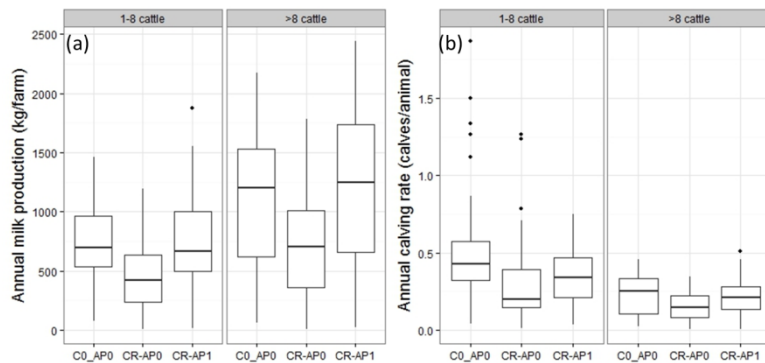 1-8 cattle
>8 cattle
(a)
Annual milk production (kg/farm)
2500
2000
1500
1000
500
0
C0_AP0
CR-AP0
CR-AP1
C0_AP0
CR-AP0
CR-AP1
1-8 cattle
>8 cattle
(b)
Annual calving rate (calves/animal)
1.5
1.0
0.5
0.0
C0_AP0
CR-AP0
CR-AP1
C0_AP0
CR-AP0
CR-AP1